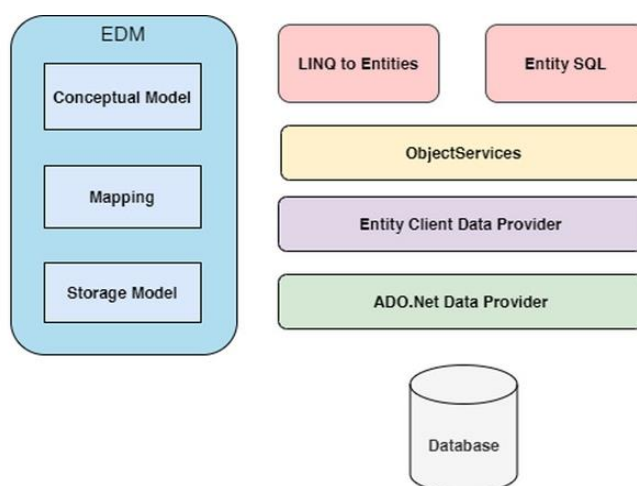 EDM
Conceptual Model
Mapping
Storage Model
LINQ to Entities
Entity SQL
ObjectServices
Entity Client Data Provider
ADO.Net Data Provider
Database